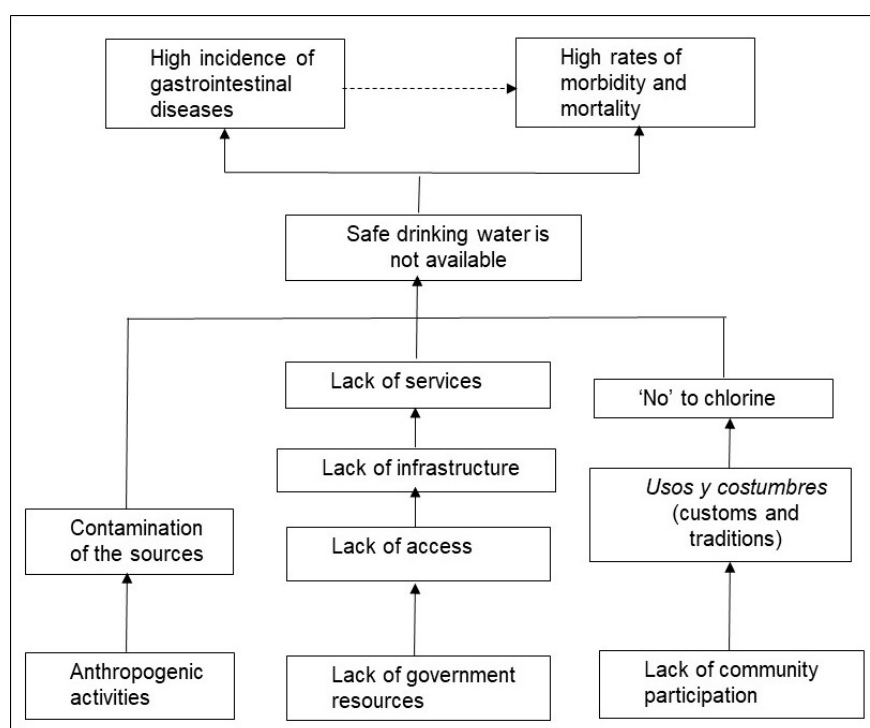 High incidence of
gastrointestinal
diseases
High rates of
morbidity and
mortality
Safe drinking water is
not available
Lack of services
‘No’ to chlorine
Lack of infrastructure
Usos y costumbres
(customs and
traditions)
Contamination
of the sources
Lack of access
Anthropogenic
activities
Lack of government
resources
Lack of community
participation